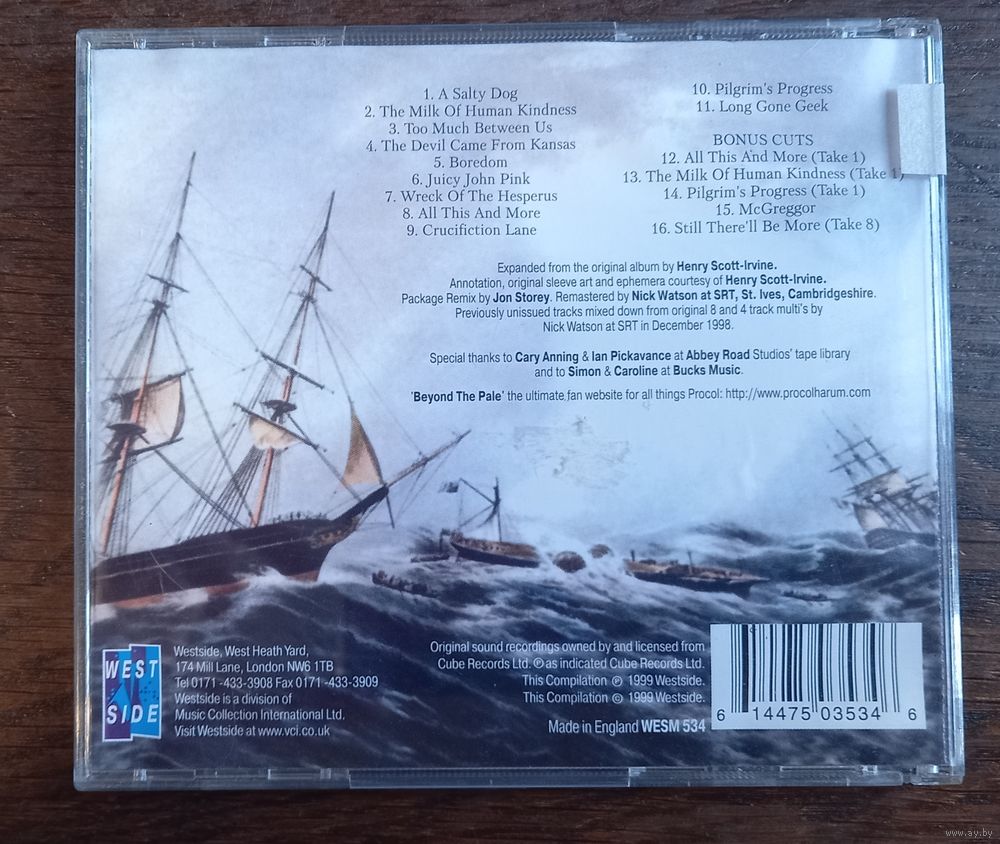 1. A Salty Dog
2. The Milk Of Human Kindness
3. Too Much Between Us
4. The Devil Came From Kansas
5. Boredom
6. Juicy John Pink
7. Wreck Of The Hesperus
8. All This And More
9. Crucifiction Lane
10. Pilgrim's Progress
11. Long Gone Geek
BONUS CUTS
12. All This And More (Take 1)
13. The Milk Of Human Kindness (Take 1)
14. Pilgrim's Progress (Take 1)
15. McGreggor
16. Still There'll Be More (Take 8)
Expanded from the original album by Henry Scott-Irvine.
Annotation, original sleeve art and ephemera courtesy of Henry Scott-Irvine.
Package Remix by Jon Storey. Remastered by Nick Watson at SRT, St. Ives, Cambridgeshire.
Previously unissued tracks mixed down from original 8 and 4 track multi's by
Nick Watson at SRT in December 1998.
Special thanks to Cary Anning & Ian Pickavance at Abbey Road Studios' tape library
and to Simon & Caroline at Bucks Music.
'Beyond The Pale' the ultimate fan website for all things Procol: http://www.procolharum.com
WEST
SIDE
Westside, West Heath Yard,
174 Mill Lane, London NW6 1TB
Tel 0171 -433-3908 Fax 0171 -433-3909
Westside is a division of
Music Collection International Ltd.
Visit Westside at www.vci.co.uk
Original sound recordings owned by and licensed from
Cube Records Ltd. ℗ as indicated Cube Records Ltd.
This Compilation ℗ 1999 Westside.
This Compilation © 1999 Westside.
Made in England WESM 534
6 14475 03534 6
www.ay.by